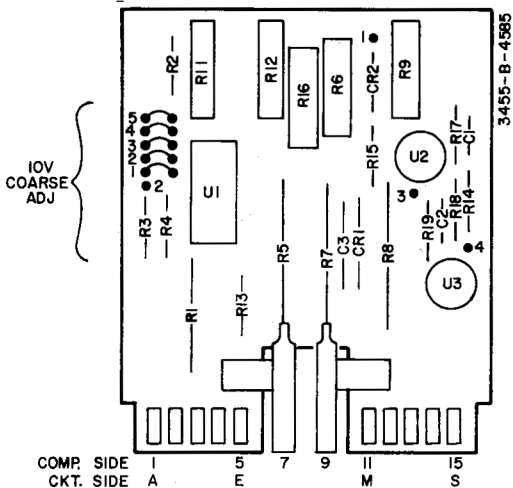 3455-B-4585
R2
R11
R12
R16
R6
1
CR2
R9
R15
R17
C1
U2
5
4
3
2
1
10V
COARSE
ADJ
2
U1
3
R3
R4
R5
R7
C3
CR1
R8
R19
C2
R18
R14
4
U3
R1
R13
COMP. SIDE 1 5 7 9 11 15
CKT. SIDE A E M S